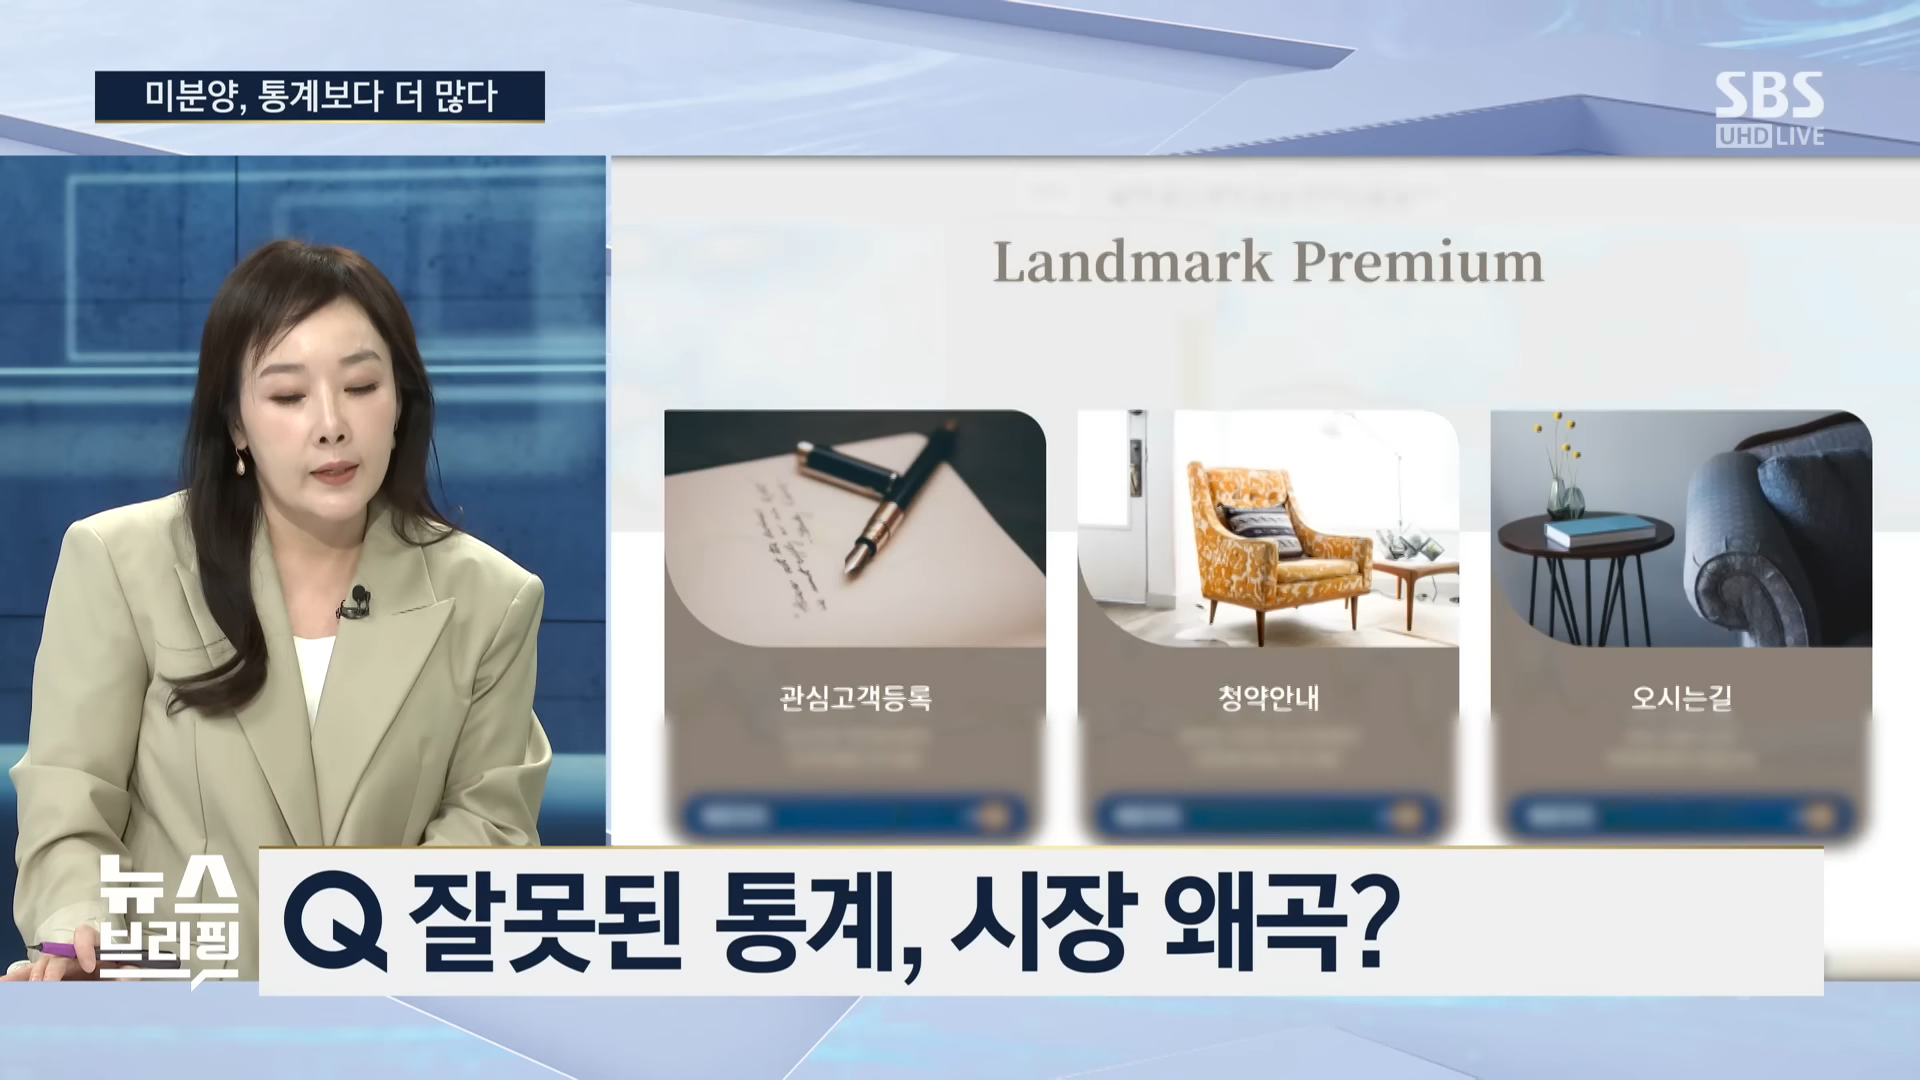 미분양, 통계보다 더 많다
SBS
UHD LIVE
Landmark Premium
관심고객등록
청약안내
오시는길
뉴스
브리핑
Q 잘못된 통계, 시장 왜곡?